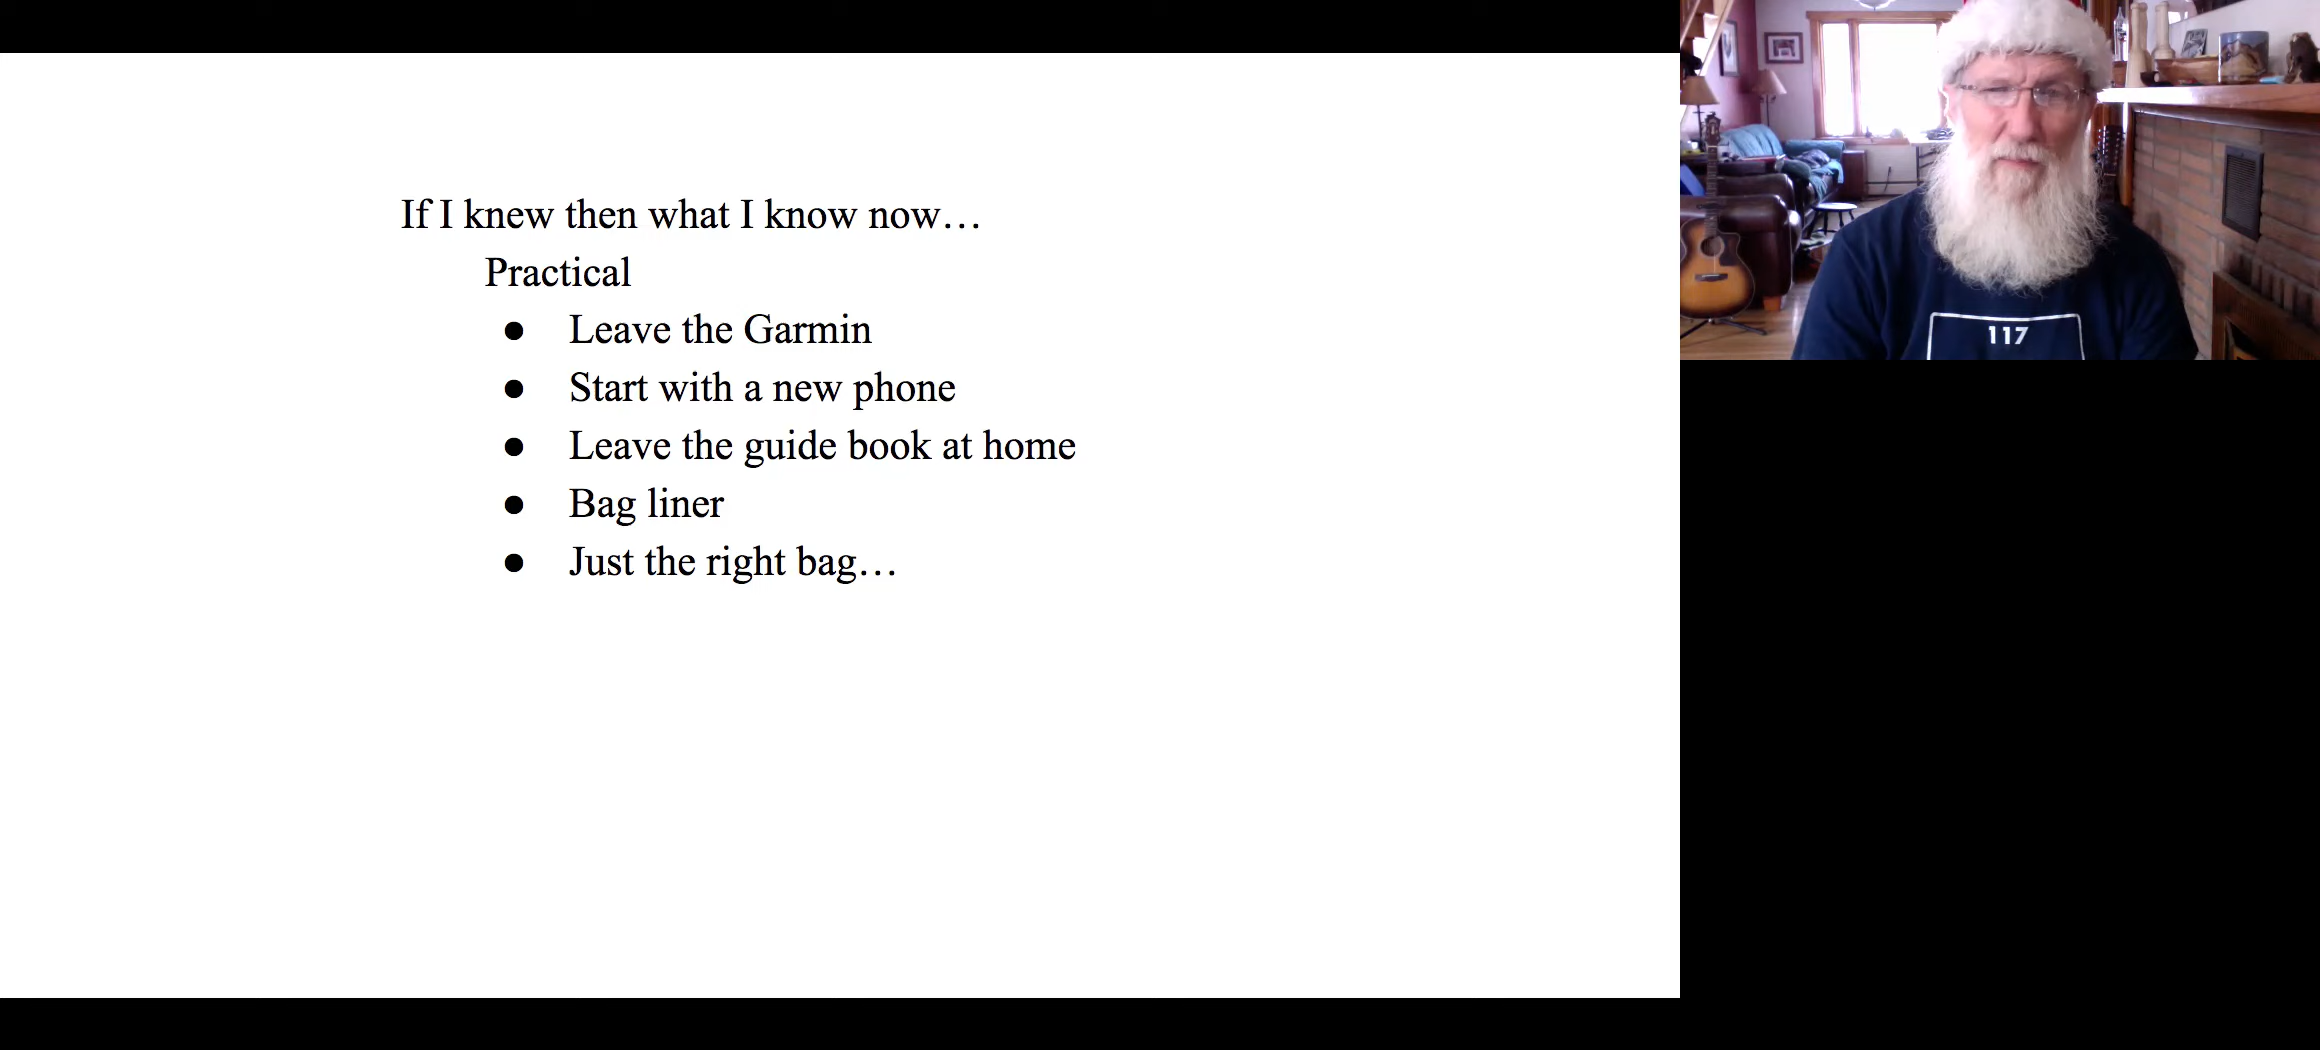 If I knew then what I know now…
Practical
● Leave the Garmin
● Start with a new phone
● Leave the guide book at home
● Bag liner
● Just the right bag…
117